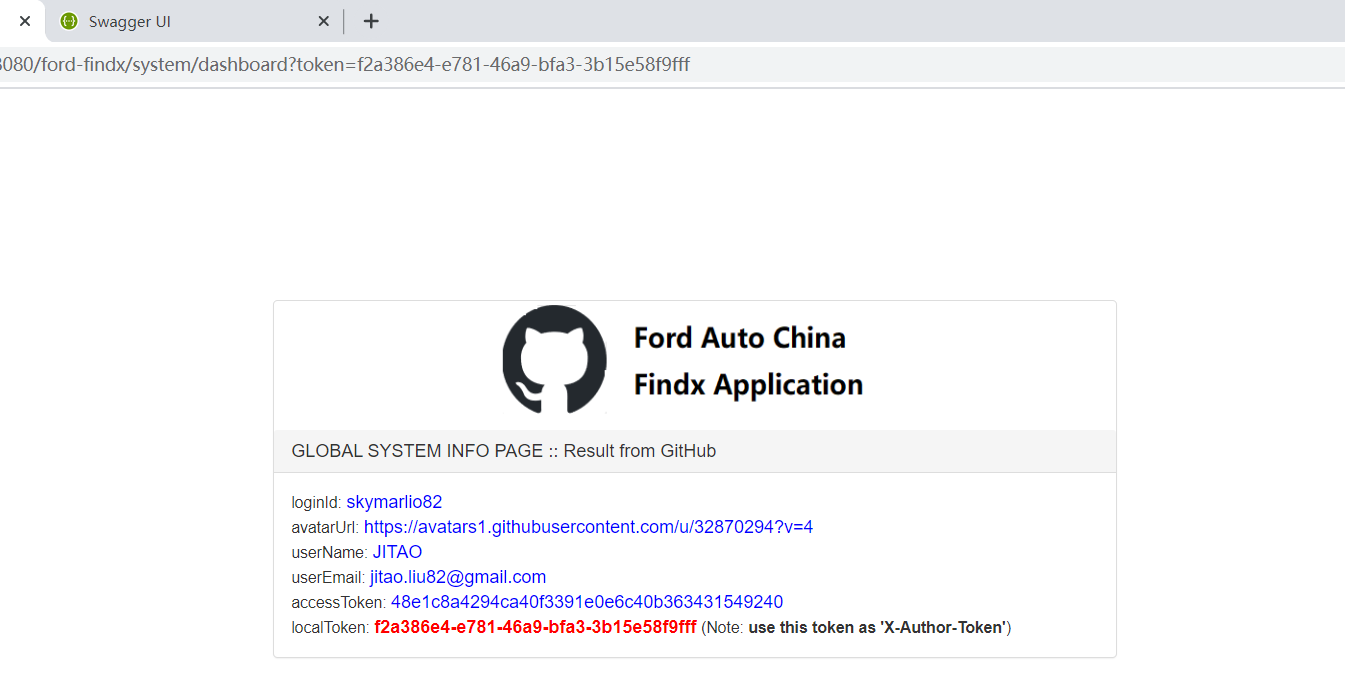 Swagger UI
8080/ford-findx/system/dashboard?token=f2a386e4-e781-46a9-bfa3-3b15e58f9fff
Ford Auto China
Findx Application
GLOBAL SYSTEM INFO PAGE :: Result from GitHub
loginId: skymarlio82
avatarUrl: https://avatars1.githubusercontent.com/u/32870294?v=4
userName: JITAO
userEmail: jitao.liu82@gmail.com
accessToken: 48e1c8a4294ca40f3391e0e6c40b363431549240
localToken: f2a386e4-e781-46a9-bfa3-3b15e58f9fff (Note: use this token as 'X-Author-Token')